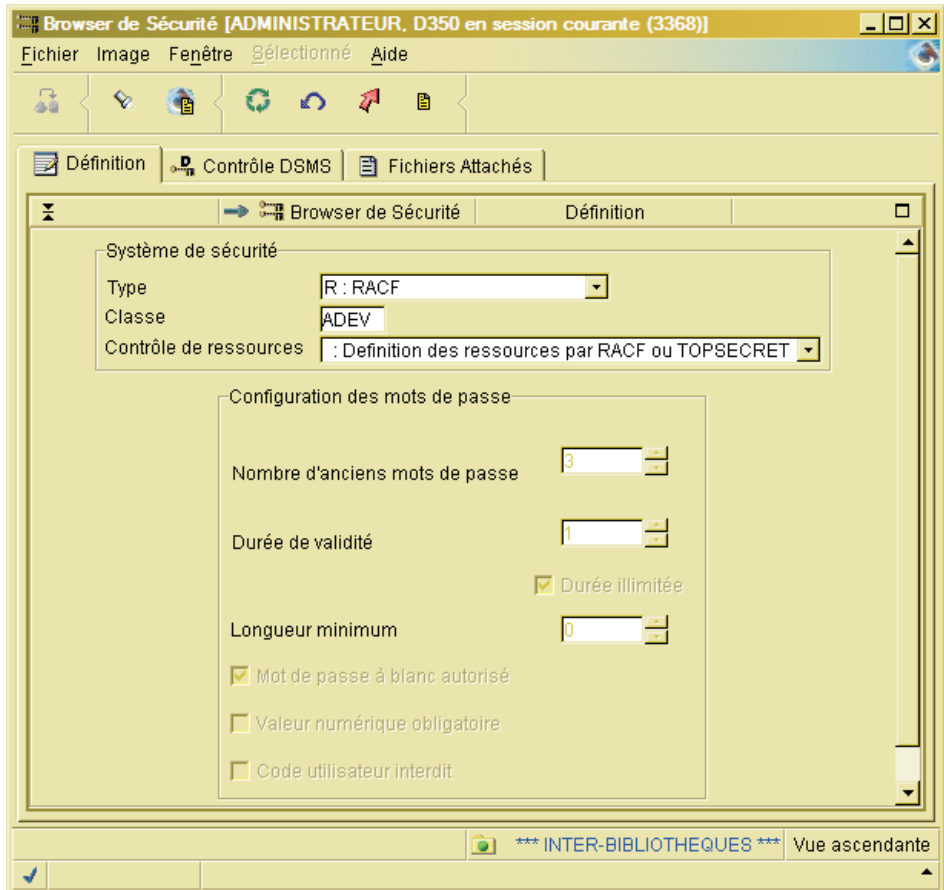 Browser de Sécurité [ADMINISTRATEUR, D350 en session courante (3368)]
Fichier Image Fenêtre Sélectionné Aide
Définition Contrôle DSMS Fichiers Attachés
Browser de Sécurité Définition
Système de sécurité
Type R : RACF
Classe ADEV
Contrôle de ressources : Definition des ressources par RACF ou TOPSECRET
Configuration des mots de passe
Nombre d'anciens mots de passe 3
Durée de validité 1
Durée illimitée
Longueur minimum 0
Mot de passe à blanc autorisé
Valeur numérique obligatoire
Code utilisateur interdit
*** INTER-BIBLIOTHEQUES *** Vue ascendante